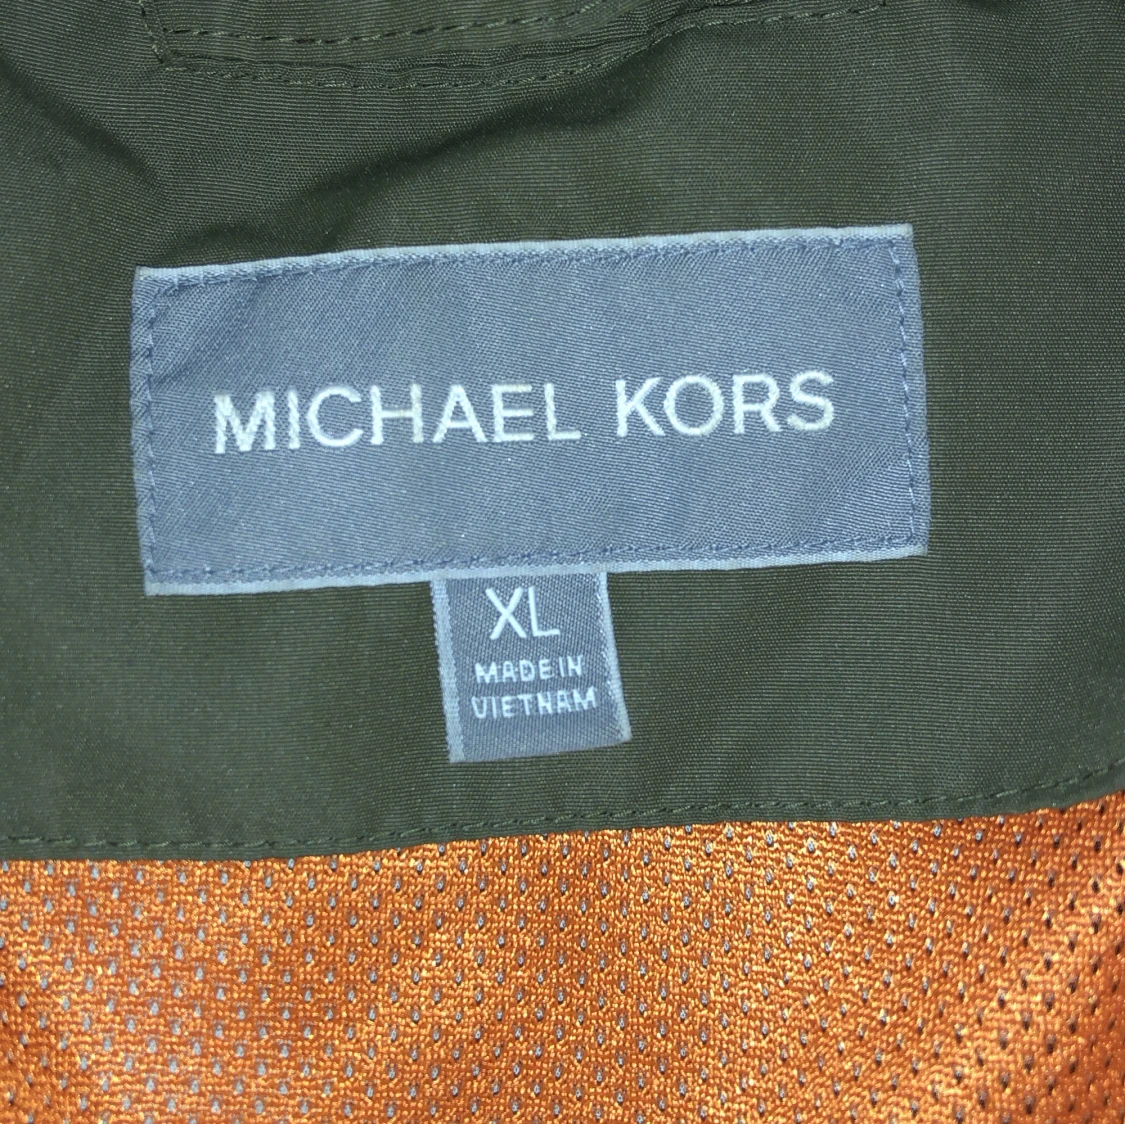 MICHAEL KORS
XL
MADE IN
VIETNAM